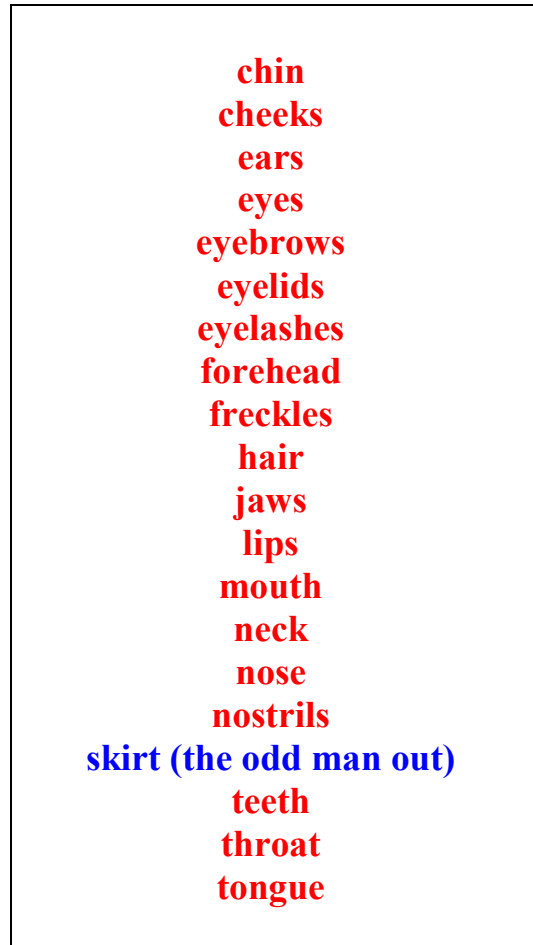 chin
cheeks
ears
eyes
eyebrows
eyelids
eyelashes
forehead
freckles
hair
jaws
lips
mouth
neck
nose
nostrils
skirt (the odd man out)
teeth
throat
tongue